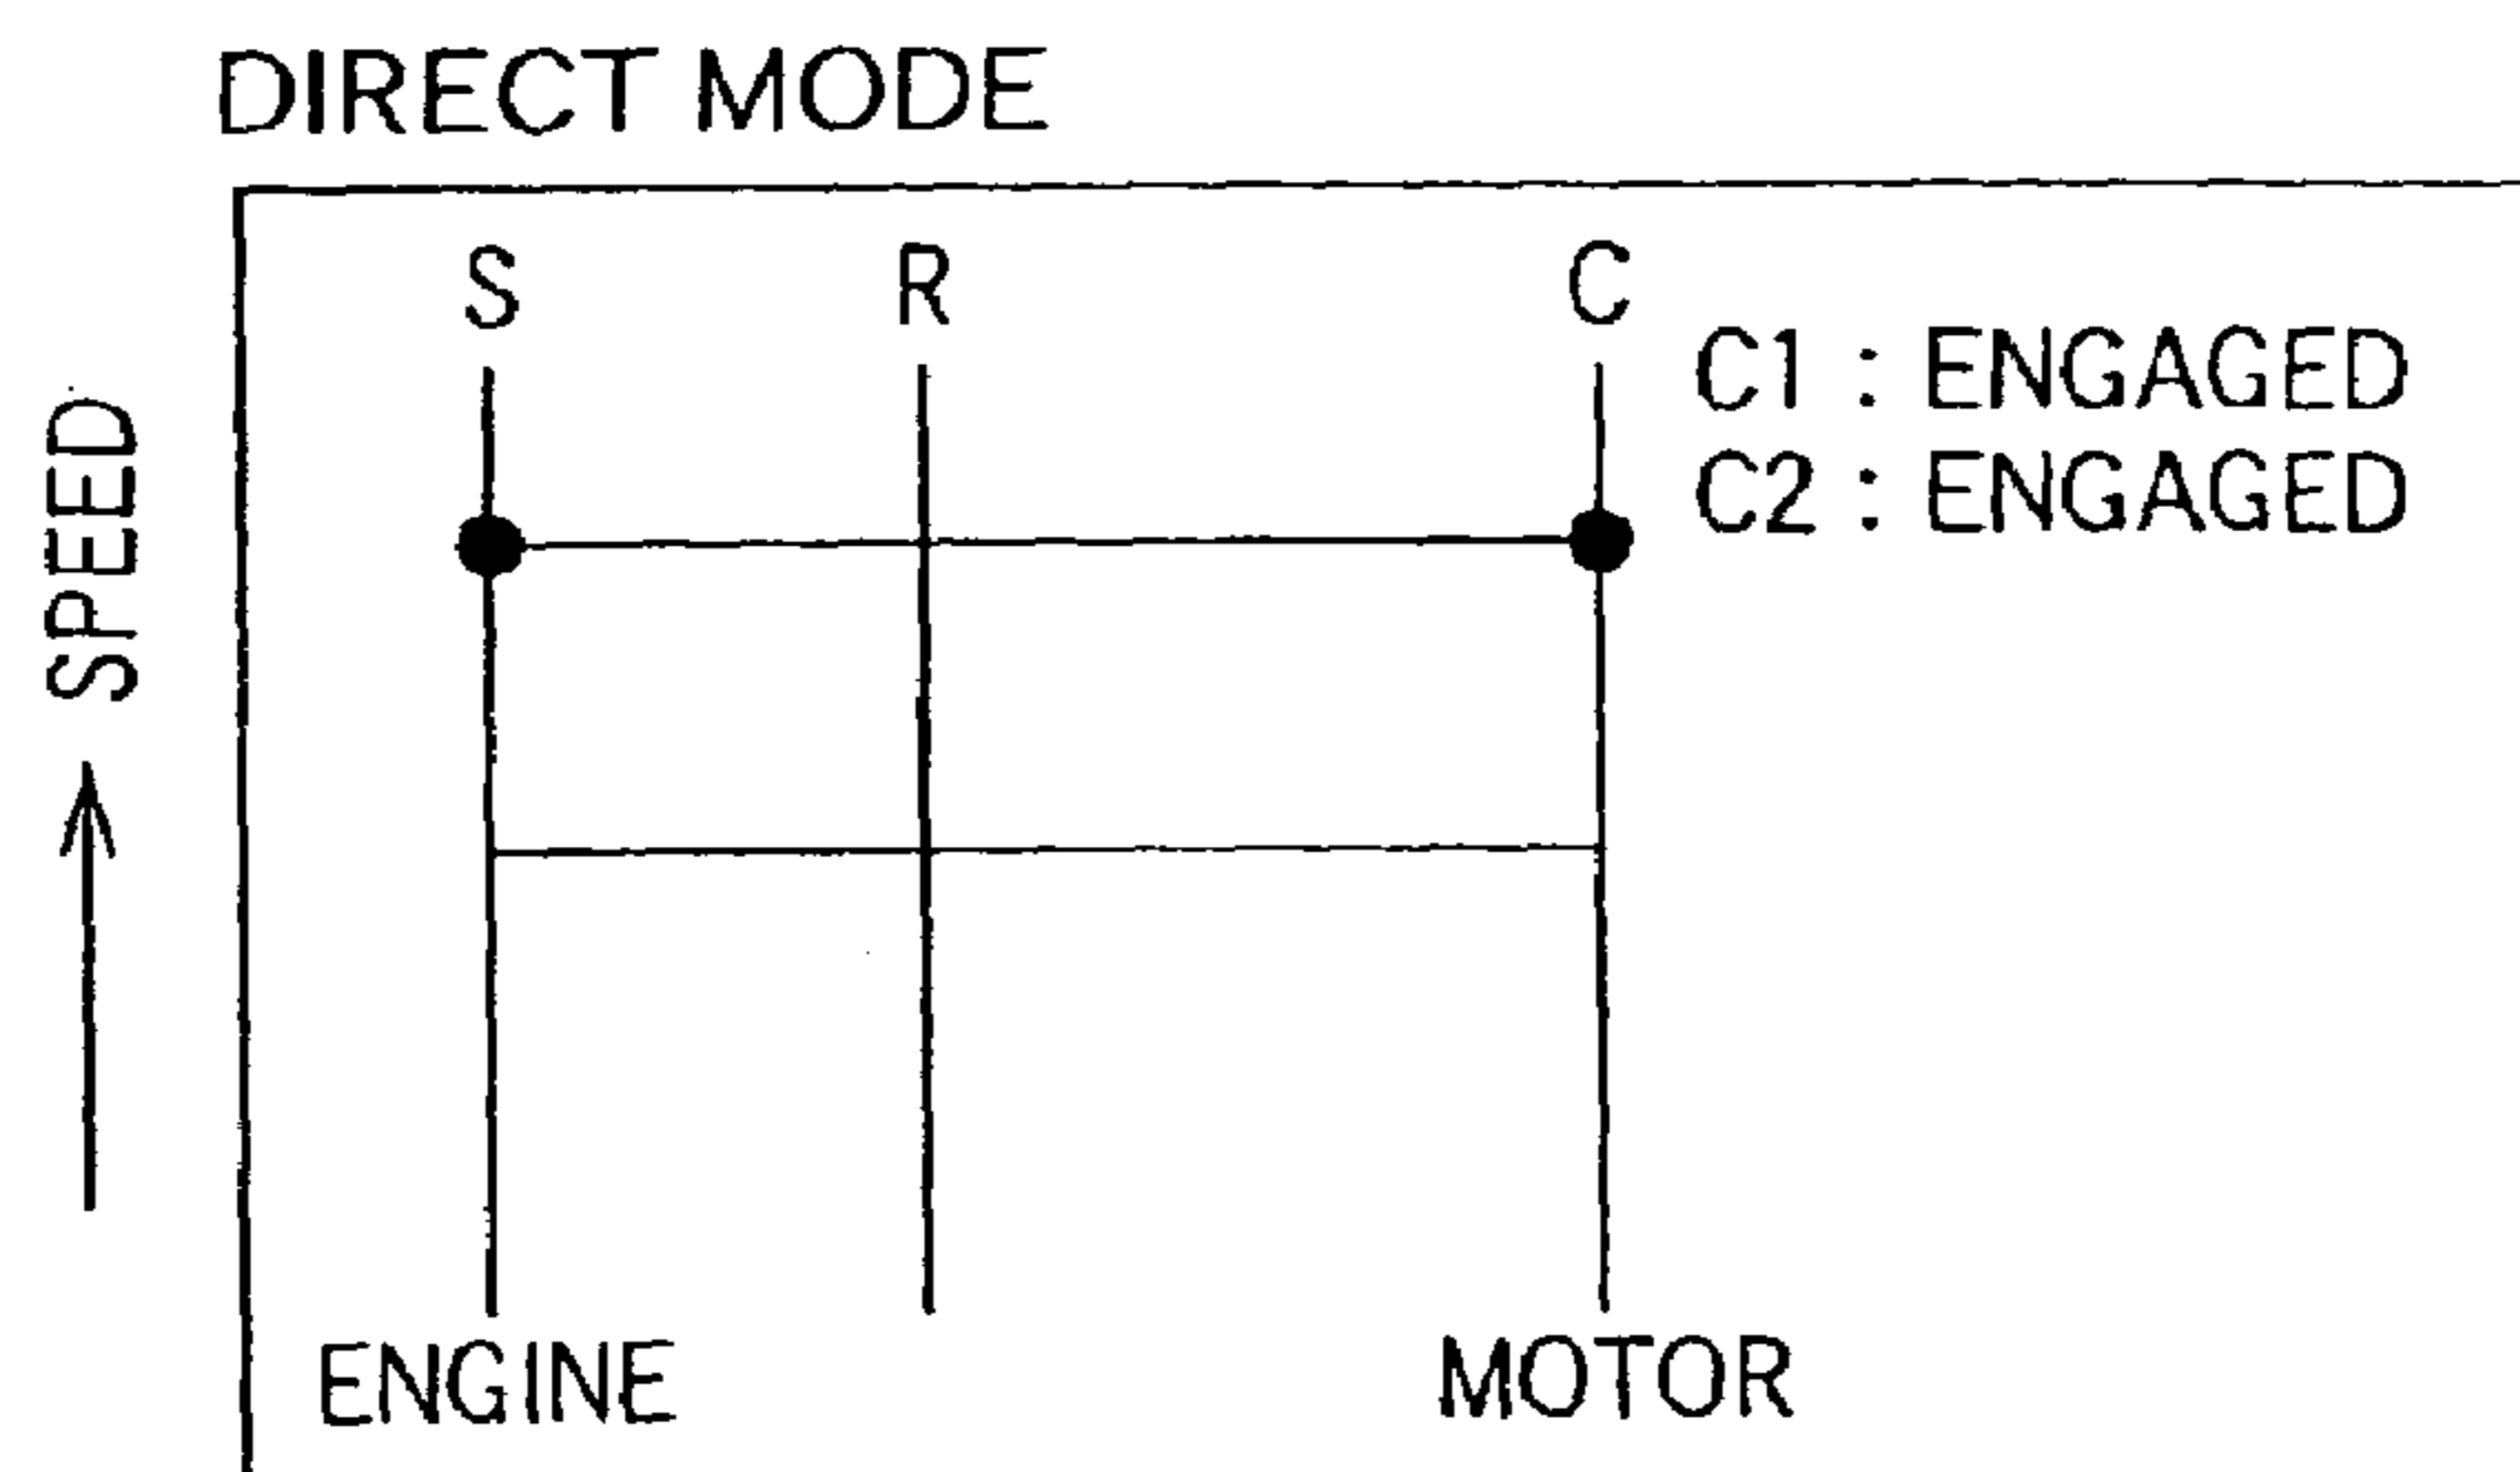 DIRECT MODE
S R C
C1 : ENGAGED
C2 : ENGAGED
SPEED
ENGINE MOTOR